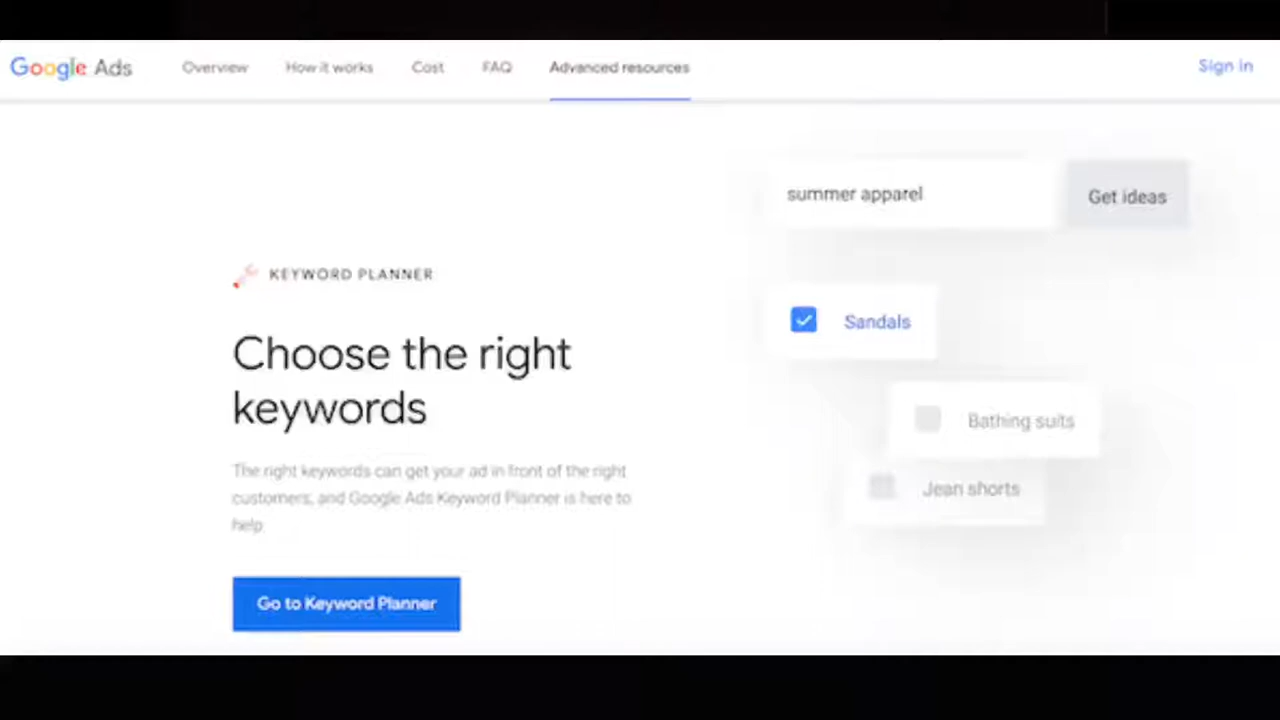 Google Ads Overview How it works Cost FAQ Advanced resources Sign in
summer apparel Get ideas
KEYWORD PLANNER
Choose the right
keywords
The right keywords can get your ad in front of the right
customers, and Google Ads Keyword Planner is here to
help.
Go to Keyword Planner
Sandals
Bathing suits
Jean shorts